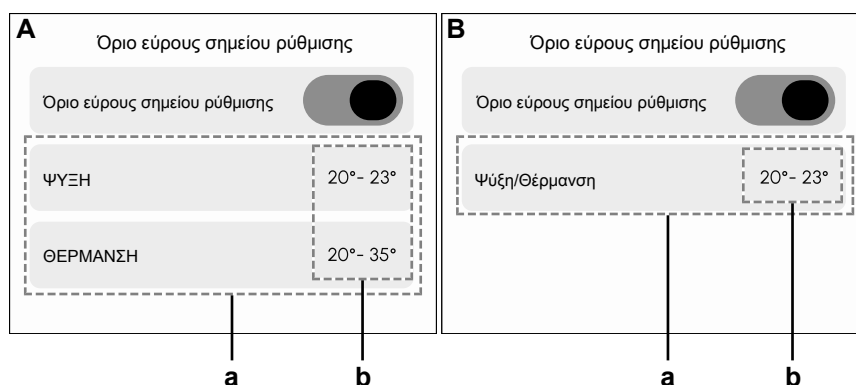 A
Όριο εύρους σημείου ρύθμισης
Όριο εύρους σημείου ρύθμισης
ΨΥΞΗ 20°- 23°
ΘΕΡΜΑΝΣΗ 20°- 35°
a b
B
Όριο εύρους σημείου ρύθμισης
Όριο εύρους σημείου ρύθμισης
Ψύξη/Θέρμανση 20°- 23°
a b